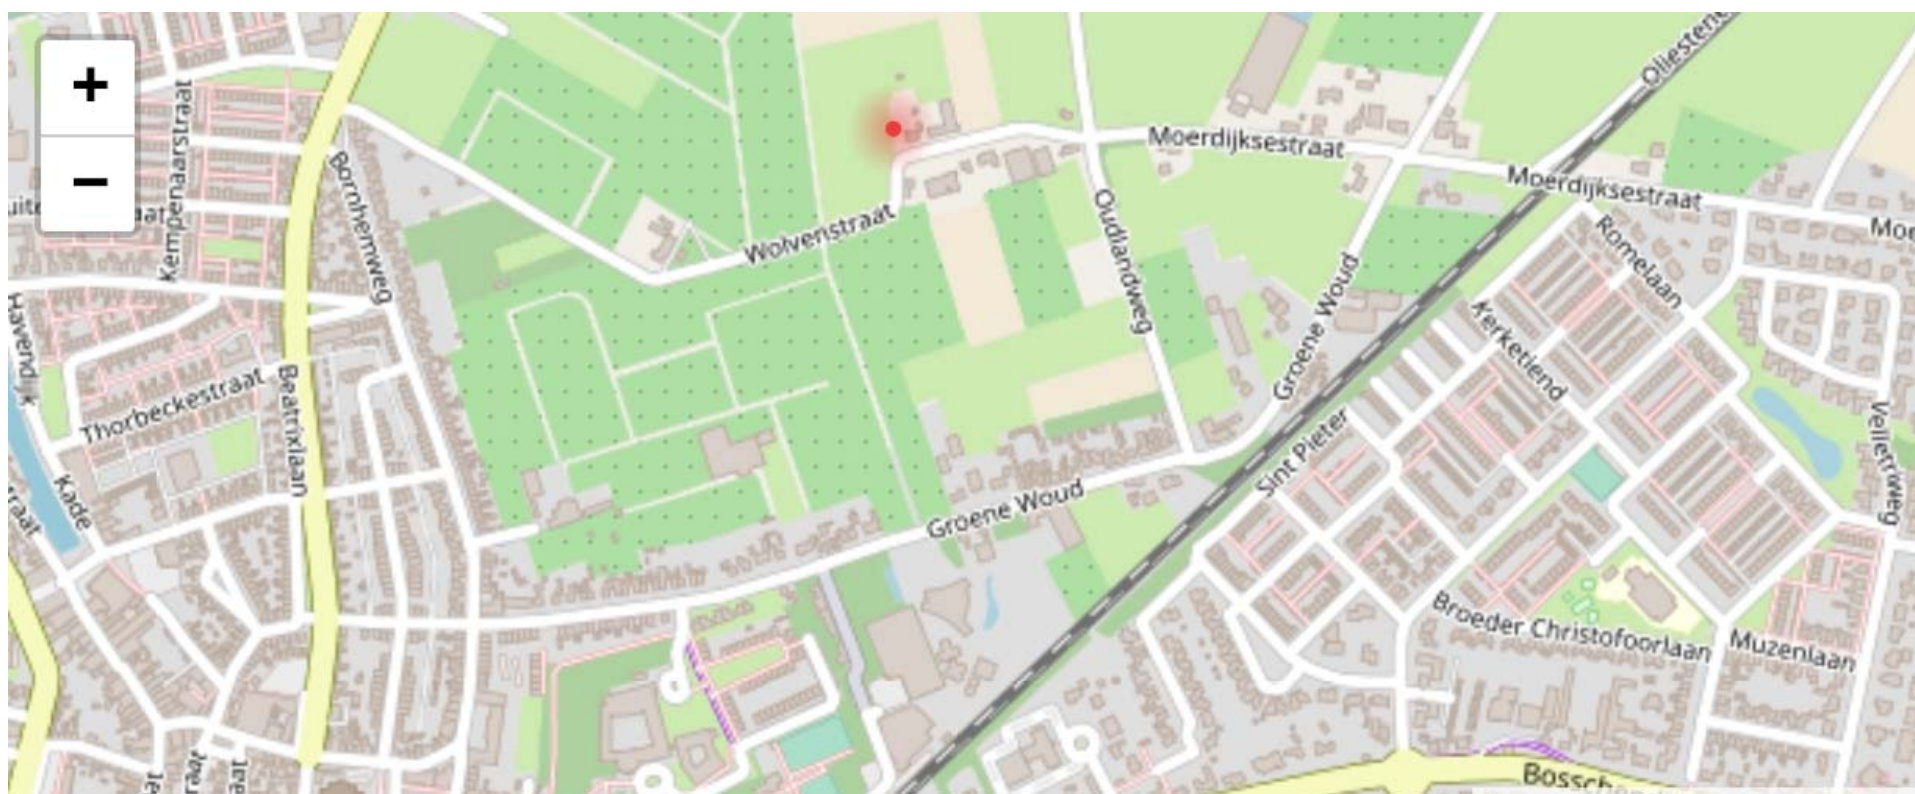 +
−
Oliestend
Kempenaarstraat
Moerdijksestraat
Bornhemweg
Moerdijksestraat
Wolvenstraat
Oudlandweg
Romelaan
Groene Woud
Kerketiend
Havendijk
Thorbeckestraat
Beatrixlaan
Velletriweg
Sint Pieter
Kade
Groene Woud
Broeder Christofoorlaan
Muzenlaan